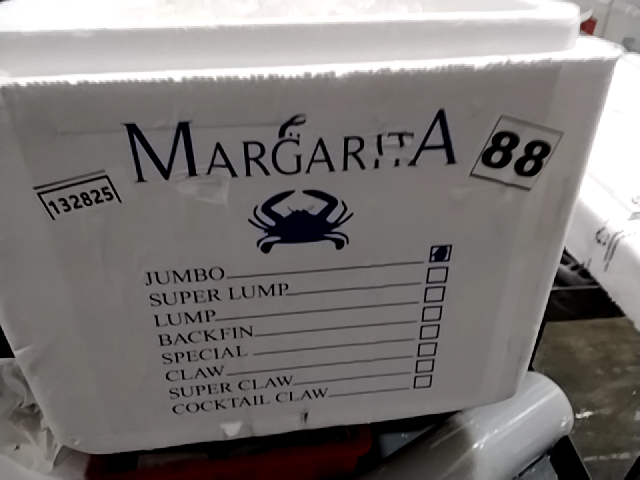 MARGARITA
88
132825
JUMBO
SUPER LUMP
LUMP
BACKFIN
SPECIAL
CLAW
SUPER CLAW
COCKTAIL CLAW